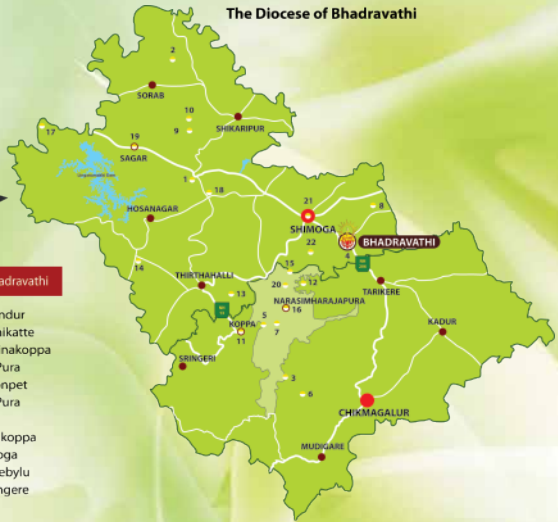 The Diocese of Bhadravathi
2
SORAB
10
9
SHIKARIPUR
17
19
SAGAR
1
18
21
8
HOSANAGAR
SHIMOGA
BHADRAVATHI
22
4
14
15
THIRTHAHALLI
20
12
TARIKERE
13
NARASIMHARAJAPURA
16
5
7
KOPPA
11
KADUR
SRINGERI
3
6
CHIKMAGALUR
MUDIGARE
adravathi
ndur
nikatte
nakoppa
Pura
onpet
Pura
koppa
oga
ebylu
ngere